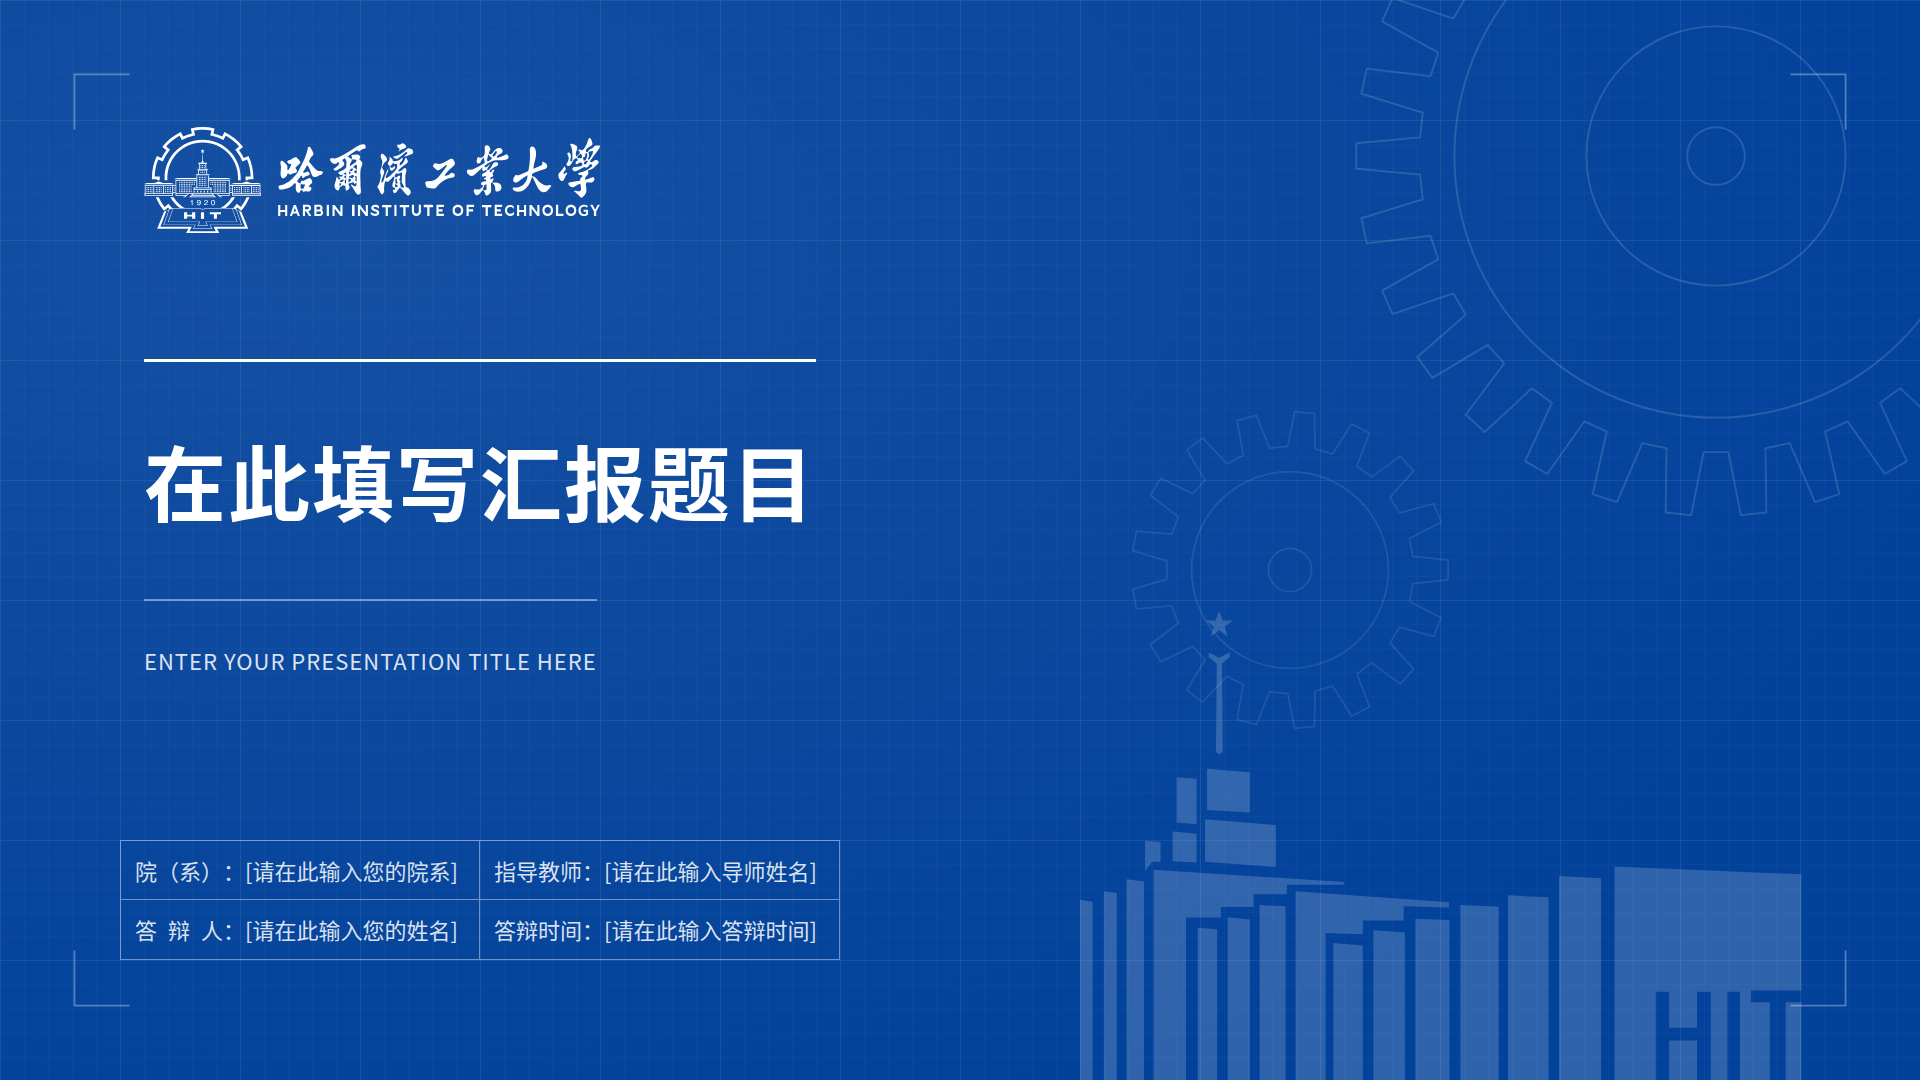 哈爾濱工業大學
HARBIN INSTITUTE OF TECHNOLOGY
1920
HIT
在此填写汇报题目
ENTER YOUR PRESENTATION TITLE HERE
院（系）：[请在此输入您的院系]
指导教师：[请在此输入导师姓名]
答 辩 人：[请在此输入您的姓名]
答辩时间：[请在此输入答辩时间]